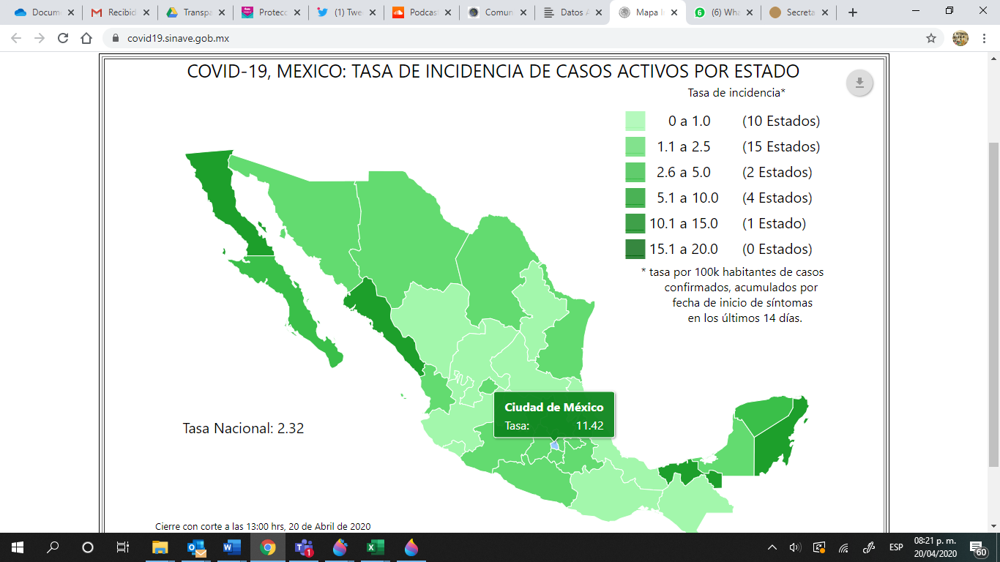 Docum
Recibid
Transpa
Protecc
(1) Twe
Podcas
Comun
Datos A
Mapa I
(6) Wha
Secreta
covid19.sinave.gob.mx
COVID-19, MEXICO: TASA DE INCIDENCIA DE CASOS ACTIVOS POR ESTADO
Tasa de incidencia*
0 a 1.0 (10 Estados)
1.1 a 2.5 (15 Estados)
2.6 a 5.0 (2 Estados)
5.1 a 10.0 (4 Estados)
10.1 a 15.0 (1 Estado)
15.1 a 20.0 (0 Estados)
* tasa por 100k habitantes de casos
confirmados, acumulados por
fecha de inicio de síntomas
en los últimos 14 días.
Ciudad de México
Tasa: 11.42
Tasa Nacional: 2.32
Cierre con corte a las 13:00 hrs, 20 de Abril de 2020
ESP
08:21 p. m.
20/04/2020
60